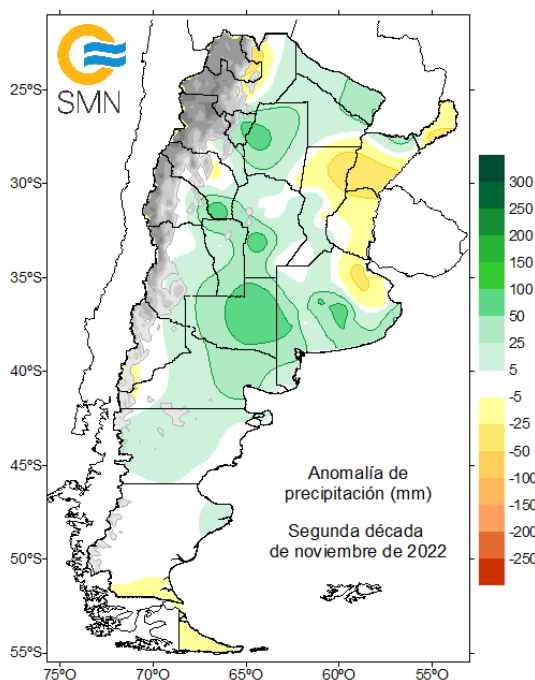 SMN
25ºS
30ºS
35ºS
40ºS
45ºS
50ºS
55ºS
75ºO
70ºO
65ºO
60ºO
55ºO
Anomalía de
precipitación (mm)
Segunda década
de noviembre de 2022
300
250
200
150
100
50
25
5
-5
-25
-50
-100
-150
-200
-250